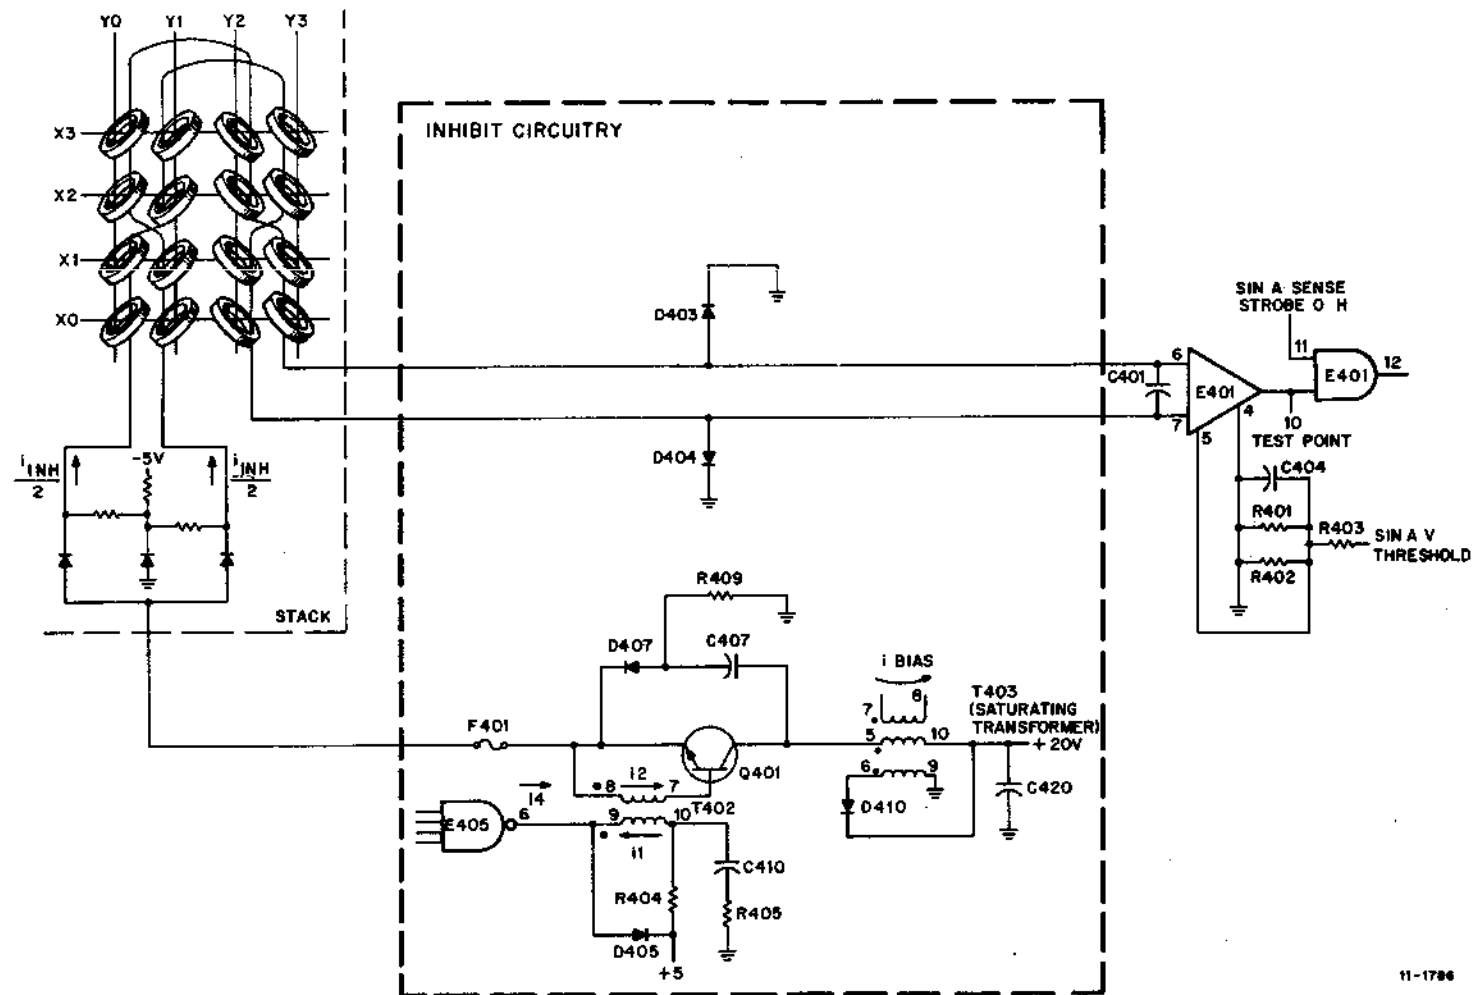 Y0 Y1 Y2 Y3
X3
X2
X1
X0
INHIBIT CIRCUITRY
D403
D404
C401
6
7
E401
5
4
SIN A SENSE
STROBE 0 H
11
E401
12
10
TEST POINT
C404
R401
R402
R403
SIN A V
THRESHOLD
i INH
2
-5V
i INH
2
STACK
R409
D407
C407
i BIAS
7
8
5
10
6
9
T403
(SATURATING
TRANSFORMER)
+20V
C420
D410
F401
Q401
8
i2
7
T402
i4
E405
6
9
10
i1
C410
R404
R405
D405
+5
11-1786